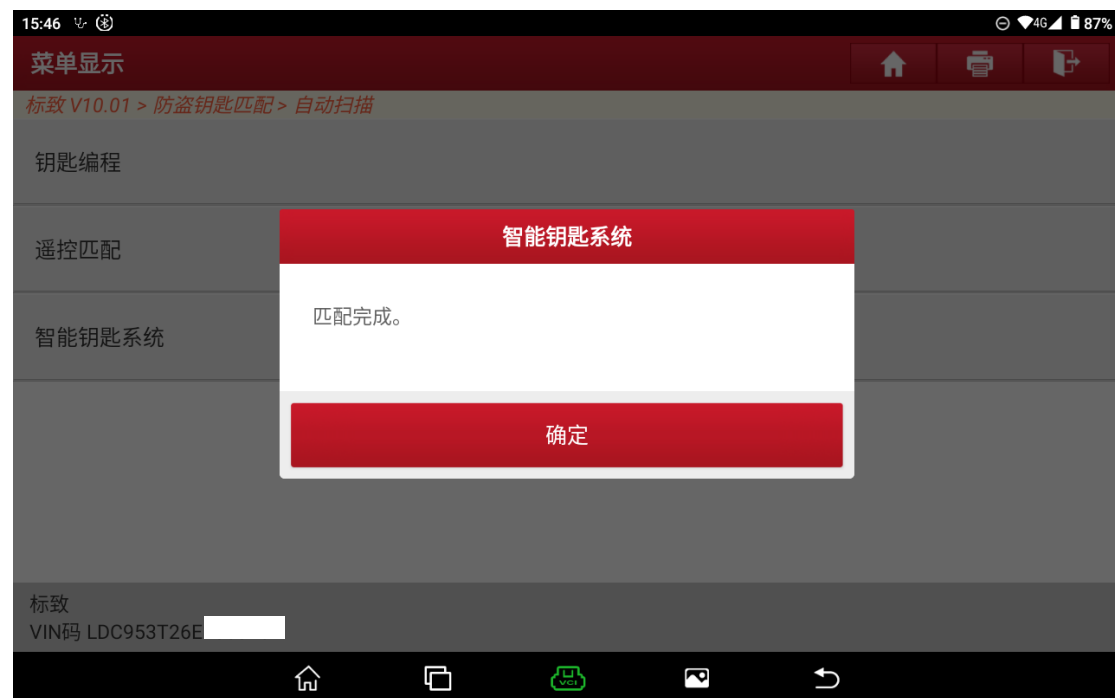 15:46
4G 87%
菜单显示
标致 V10.01 > 防盗钥匙匹配 > 自动扫描
钥匙编程
遥控匹配
智能钥匙系统
智能钥匙系统
匹配完成。
确定
标致
VIN码 LDC953T26E
VCI